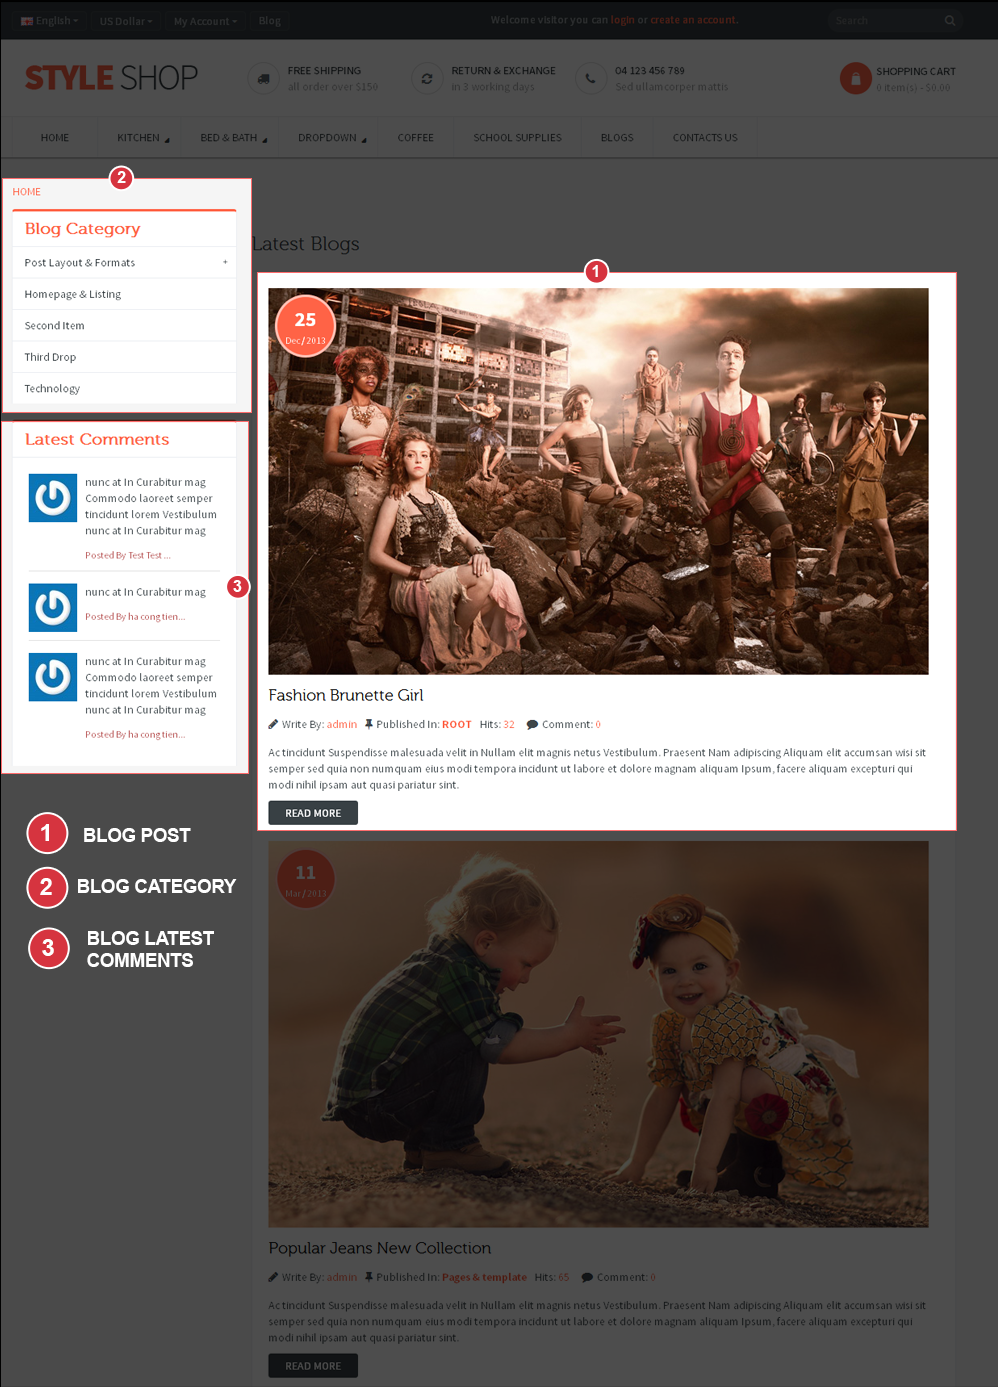 English
US Dollar
My Account
Blog
Welcome visitor you can login or create an account.
Search
STYLE SHOP
FREE SHIPPING
all order over $150
RETURN & EXCHANGE
in 3 working days
04 123 456 789
Sed ullamcorper mattis
SHOPPING CART
0 item(s) - $0.00
HOME
KITCHEN
BED & BATH
DROPDOWN
COFFEE
SCHOOL SUPPLIES
BLOGS
CONTACTS US
2
HOME
Blog Category
Post Layout & Formats +
Homepage & Listing
Second Item
Third Drop
Technology
Latest Comments
nunc at In Curabitur mag
Commodo laoreet semper
tincidunt lorem Vestibulum
nunc at In Curabitur mag
Posted By Test Test ...
nunc at In Curabitur mag
Posted By ha cong tien...
3
nunc at In Curabitur mag
Commodo laoreet semper
tincidunt lorem Vestibulum
nunc at In Curabitur mag
Posted By ha cong tien...
1 BLOG POST
2 BLOG CATEGORY
3 BLOG LATEST
COMMENTS
Latest Blogs
1
25
Dec / 2013
Fashion Brunette Girl
Write By: admin Published In: ROOT Hits: 32 Comment: 0
Ac tincidunt Suspendisse malesuada velit in Nullam elit magnis netus Vestibulum. Praesent Nam adipiscing Aliquam elit accumsan wisi sit
semper sed quia non numquam eius modi tempora incidunt ut labore et dolore magnam aliquam Ipsum, facere aliquam excepturi qui
modi nihil ipsam aut quasi pariatur sint.
READ MORE
11
Mar / 2013
Popular Jeans New Collection
Write By: admin Published In: Pages & template Hits: 65 Comment: 0
Ac tincidunt Suspendisse malesuada velit in Nullam elit magnis netus Vestibulum. Praesent Nam adipiscing Aliquam elit accumsan wisi sit
semper sed quia non numquam eius modi tempora incidunt ut labore et dolore magnam aliquam Ipsum, facere aliquam excepturi qui
modi nihil ipsam aut quasi pariatur sint.
READ MORE